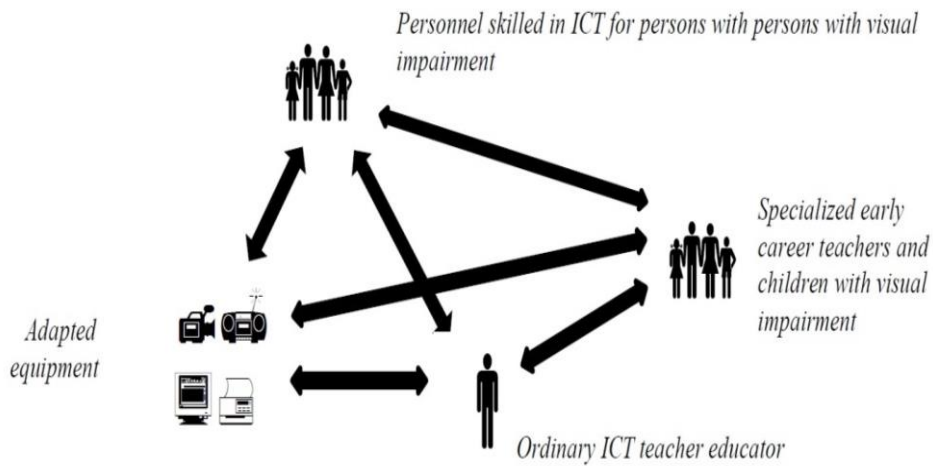 Personnel skilled in ICT for persons with persons with visual
impairment
Specialized early
career teachers and
children with visual
impairment
Adapted
equipment
Ordinary ICT teacher educator